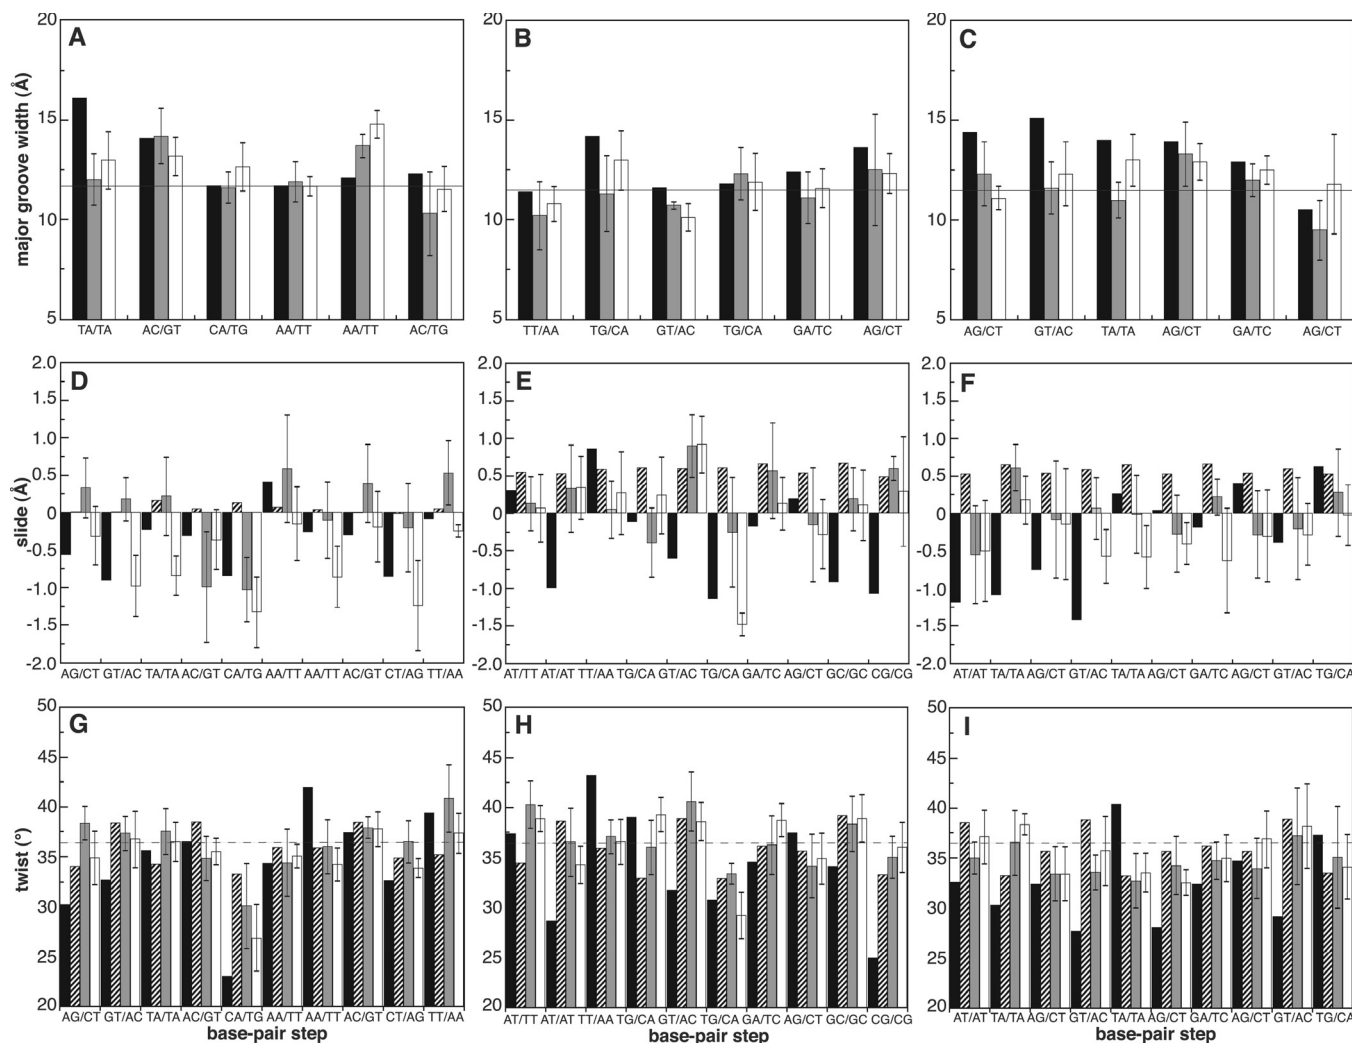 A
B
C
major groove width (Å)
20
15
10
5
20
15
10
5
20
15
10
5
TA/TA AC/GT CA/TG AA/TT AA/TT AC/TG
TT/AA TG/CA GT/AC TG/CA GA/TC AG/CT
AG/CT GT/AC TA/TA AG/CT GA/TC AG/CT
D
E
F
slide (Å)
2.0
1.5
1.0
0.5
0
-0.5
-1.0
-1.5
-2.0
2.0
1.5
1.0
0.5
0
-0.5
-1.0
-1.5
-2.0
2.0
1.5
1.0
0.5
0
-0.5
-1.0
-1.5
-2.0
AG/CT GT/AC TA/TA AC/GT CA/TG AA/TT AA/TT AC/GT CT/AG TT/AA
AT/TT AT/AT TT/AA TG/CA GT/AC TG/CA GA/TC AG/CT GC/GC CG/CG
AT/AT TA/TA AG/CT GT/AC TA/TA AG/CT GA/TC AG/CT GT/AC TG/CA
G
H
I
twist (°)
50
45
40
35
30
25
20
50
45
40
35
30
25
20
50
45
40
35
30
25
20
AG/CT GT/AC TA/TA AC/GT CA/TG AA/TT AA/TT AC/GT CT/AG TT/AA
AT/TT AT/AT TT/AA TG/CA GT/AC TG/CA GA/TC AG/CT GC/GC CG/CG
AT/AT TA/TA AG/CT GT/AC TA/TA AG/CT GA/TC AG/CT GT/AC TG/CA
base-pair step
base-pair step
base-pair step